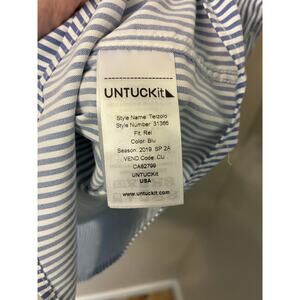 UNTUCKit
Style Name: Teizolo
Style Number: 31366
Fit: Rel
Color: Blu
Season: 2019 SP 2A
VEND Code: CU
CA62799
UNTUCKit
USA
www.untuckit.com